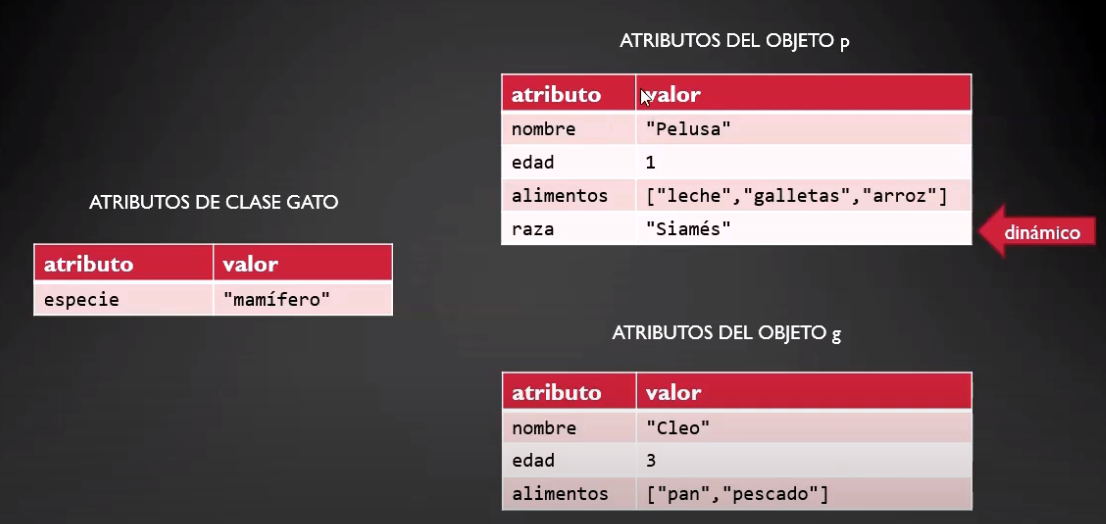 ATRIBUTOS DE CLASE GATO
atributo valor
especie "mamífero"
ATRIBUTOS DEL OBJETO p
atributo valor
nombre "Pelusa"
edad 1
alimentos ["leche","galletas","arroz"]
raza "Siamés"
dinámico
ATRIBUTOS DEL OBJETO g
atributo valor
nombre "Cleo"
edad 3
alimentos ["pan","pescado"]